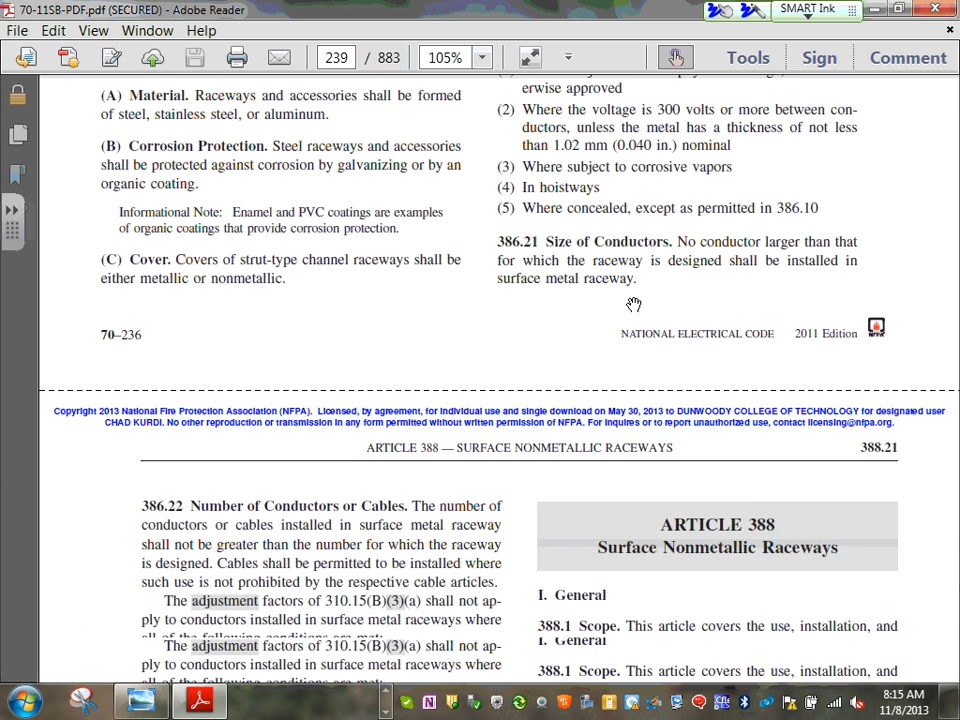 70-11SB-PDF.pdf (SECURED) - Adobe Reader
SMART Ink
File Edit View Window Help
239 / 883
105%
Tools
Sign
Comment
(A) Material. Raceways and accessories shall be formed
of steel, stainless steel, or aluminum.
(B) Corrosion Protection. Steel raceways and accessories
shall be protected against corrosion by galvanizing or by an
organic coating.
Informational Note: Enamel and PVC coatings are examples
of organic coatings that provide corrosion protection.
(C) Cover. Covers of strut-type channel raceways shall be
either metallic or nonmetallic.
erwise approved
(2) Where the voltage is 300 volts or more between con-
ductors, unless the metal has a thickness of not less
than 1.02 mm (0.040 in.) nominal
(3) Where subject to corrosive vapors
(4) In hoistways
(5) Where concealed, except as permitted in 386.10
386.21 Size of Conductors. No conductor larger than that
for which the raceway is designed shall be installed in
surface metal raceway.
70–236
NATIONAL ELECTRICAL CODE 2011 Edition
NFPA
Copyright 2013 National Fire Protection Association (NFPA). Licensed, by agreement, for individual use and single download on May 30, 2013 to DUNWOODY COLLEGE OF TECHNOLOGY for designated user
CHAD KURDI. No other reproduction or transmission in any form permitted without written permission of NFPA. For inquires or to report unauthorized use, contact licensing@nfpa.org.
ARTICLE 388 — SURFACE NONMETALLIC RACEWAYS
388.21
386.22 Number of Conductors or Cables. The number of
conductors or cables installed in surface metal raceway
shall not be greater than the number for which the raceway
is designed. Cables shall be permitted to be installed where
such use is not prohibited by the respective cable articles.
The adjustment factors of 310.15(B)(3)(a) shall not ap-
ply to conductors installed in surface metal raceways where
all of the following conditions are met:
The adjustment factors of 310.15(B)(3)(a) shall not ap-
ply to conductors installed in surface metal raceways where
all of the following conditions are met:
ARTICLE 388
Surface Nonmetallic Raceways
I. General
388.1 Scope. This article covers the use, installation, and
I. General
388.1 Scope. This article covers the use, installation, and
8:15 AM
11/8/2013